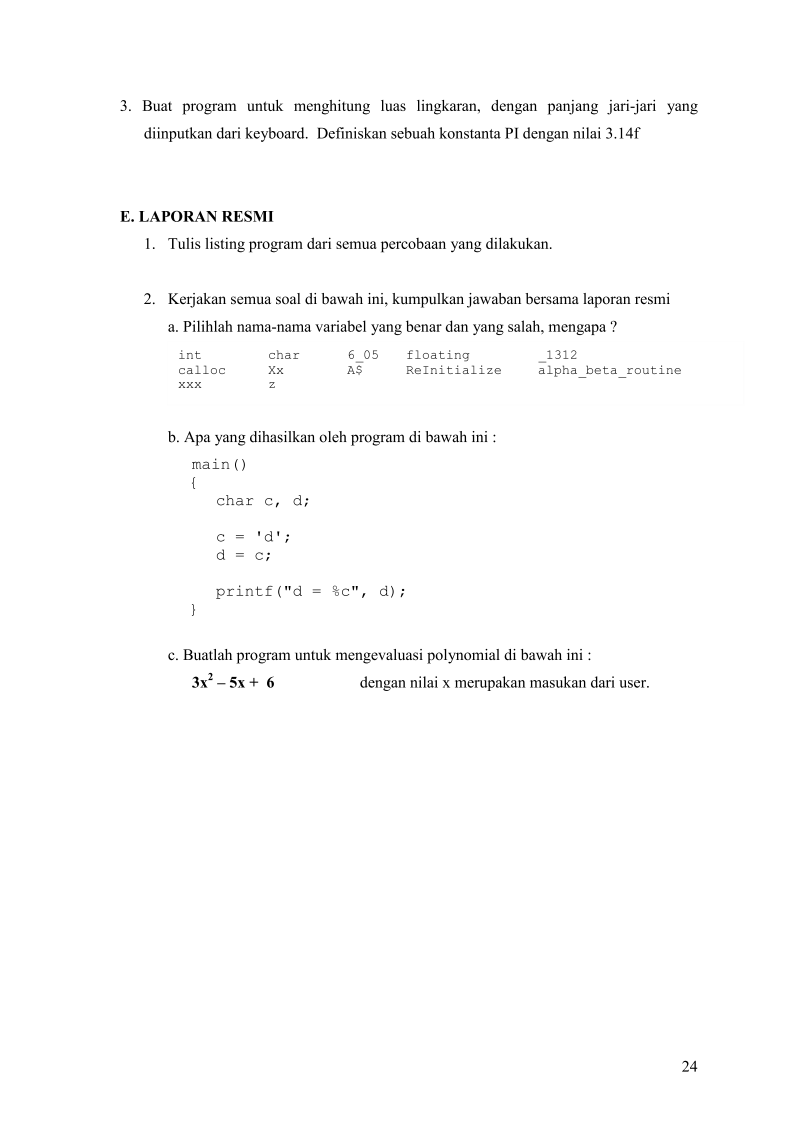 3. Buat program untuk menghitung luas lingkaran, dengan panjang jari-jari yang
diinputkan dari keyboard.  Definiskan sebuah konstanta PI dengan nilai 3.14f
E. LAPORAN RESMI
1. Tulis listing program dari semua percobaan yang dilakukan.
2. Kerjakan semua soal di bawah ini, kumpulkan jawaban bersama laporan resmi
a. Pilihlah nama-nama variabel yang benar dan yang salah, mengapa ?
int char 6_05 floating _1312
calloc Xx A$ ReInitialize alpha_beta_routine
xxx z
b. Apa yang dihasilkan oleh program di bawah ini :
main()
{
char c, d;
c = 'd';
d = c;
printf("d = %c", d);
}
c. Buatlah program untuk mengevaluasi polynomial di bawah ini :
3x² – 5x +  6 dengan nilai x merupakan masukan dari user.
24